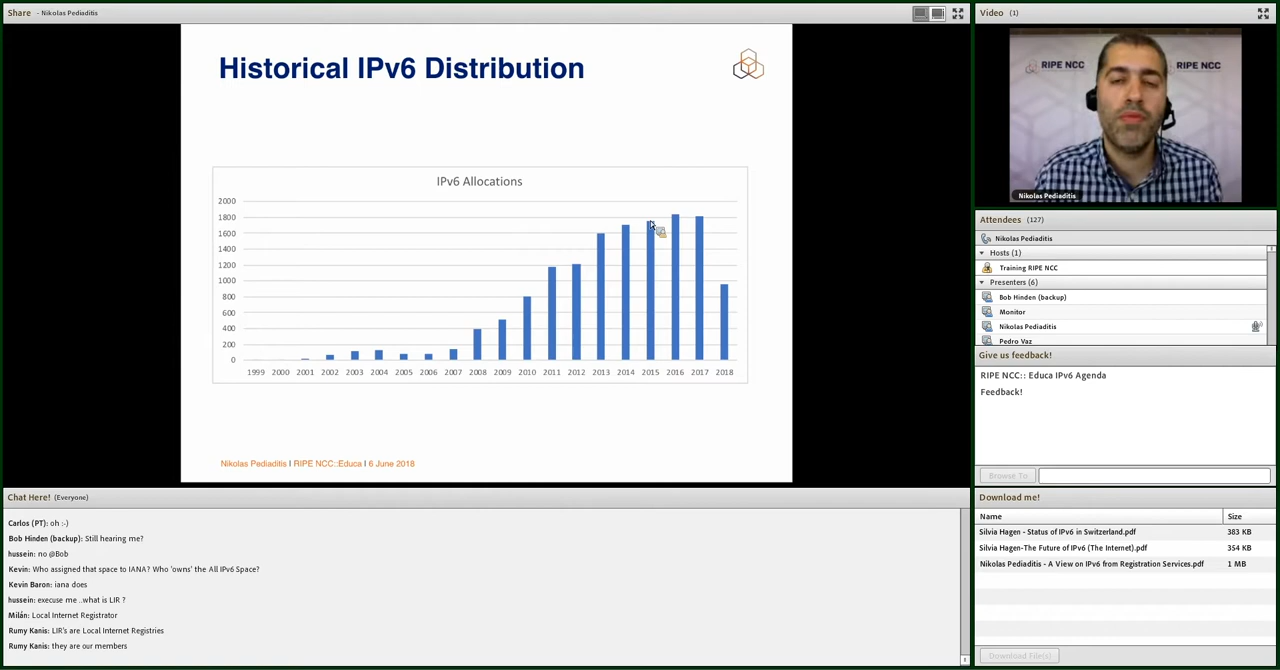 Share - Nikolas Pediaditis
Historical IPv6 Distribution
IPv6 Allocations
2000
1800
1600
1400
1200
1000
800
600
400
200
0
1999 2000 2001 2002 2003 2004 2005 2006 2007 2008 2009 2010 2011 2012 2013 2014 2015 2016 2017 2018
Nikolas Pediaditis I RIPE NCC::Educa I 6 June 2018
Chat Here! (Everyone)
Carlos (PT): oh :-)
Bob Hinden (backup): Still hearing me?
hussein: no @Bob
Kevin: Who assigned that space to IANA? Who 'owns' the All IPv6 Space?
Kevin Baron: iana does
hussein: execuse me ..what is LIR ?
Milán: Local Internet Registrator
Rumy Kanis: LIR's are Local Internet Registries
Rumy Kanis: they are our members
Video (1)
RIPE NCC RIPE NCC
Nikolas Pediaditis
Attendees (127)
Nikolas Pediaditis
Hosts (1)
Training RIPE NCC
Presenters (6)
Bob Hinden (backup)
Monitor
Nikolas Pediaditis
Pedro Vaz
Give us feedback!
RIPE NCC:: Educa IPv6 Agenda
Feedback!
Browse To
Download me!
Name Size
Silvia Hagen - Status of IPv6 in Switzerland.pdf 383 KB
Silvia Hagen-The Future of IPv6 (The Internet).pdf 354 KB
Nikolas Pediaditis - A View on IPv6 from Registration Services.pdf 1 MB
Download File(s)